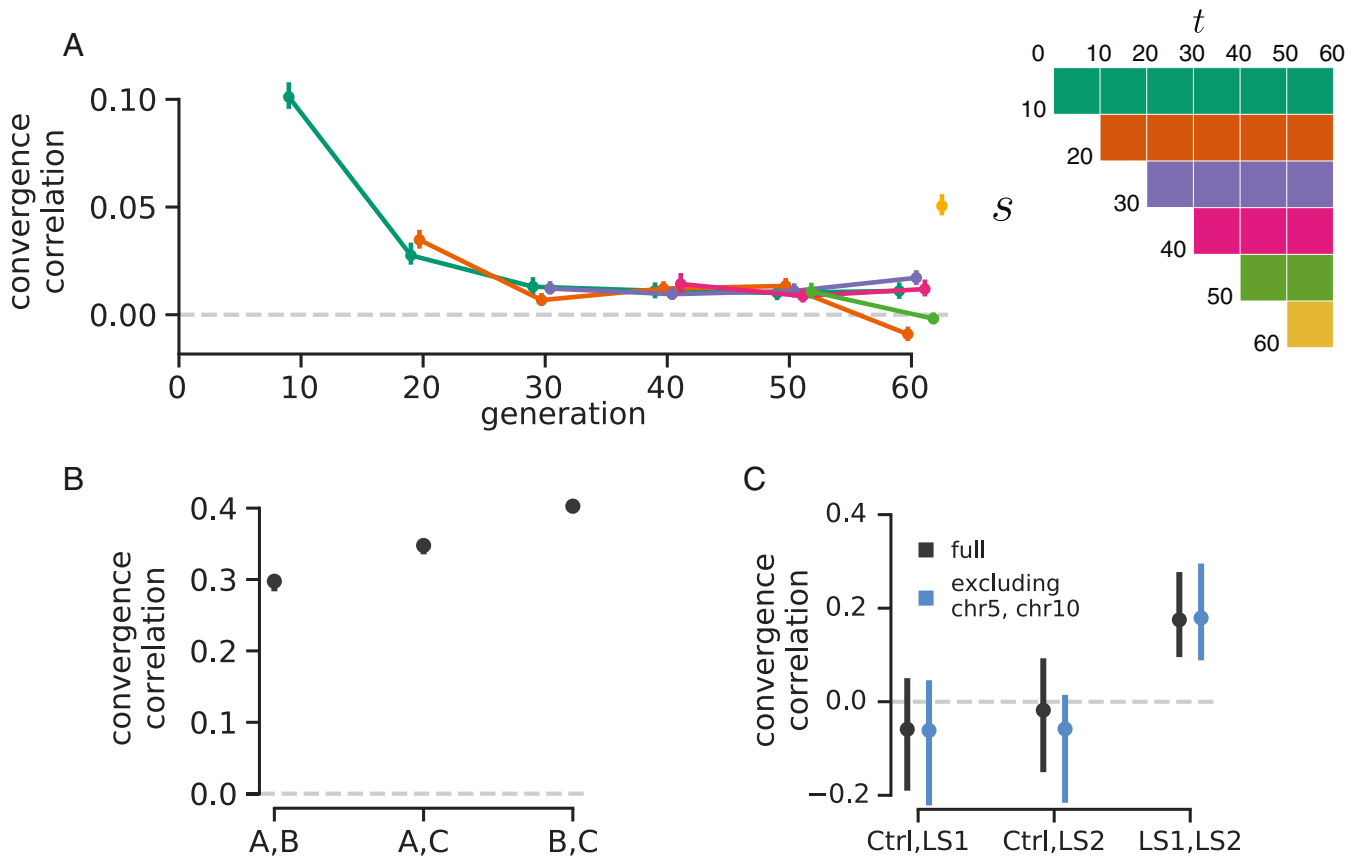 A
convergence
correlation
0.10
0.05
0.00
0 10 20 30 40 50 60
generation
t
0 10 20 30 40 50 60
s
10
20
30
40
50
60
B
convergence
correlation
0.4
0.3
0.2
0.1
0.0
A,B A,C B,C
C
convergence
correlation
0.4
0.2
0.0
−0.2
full
excluding
chr5, chr10
Ctrl,LS1 Ctrl,LS2 LS1,LS2